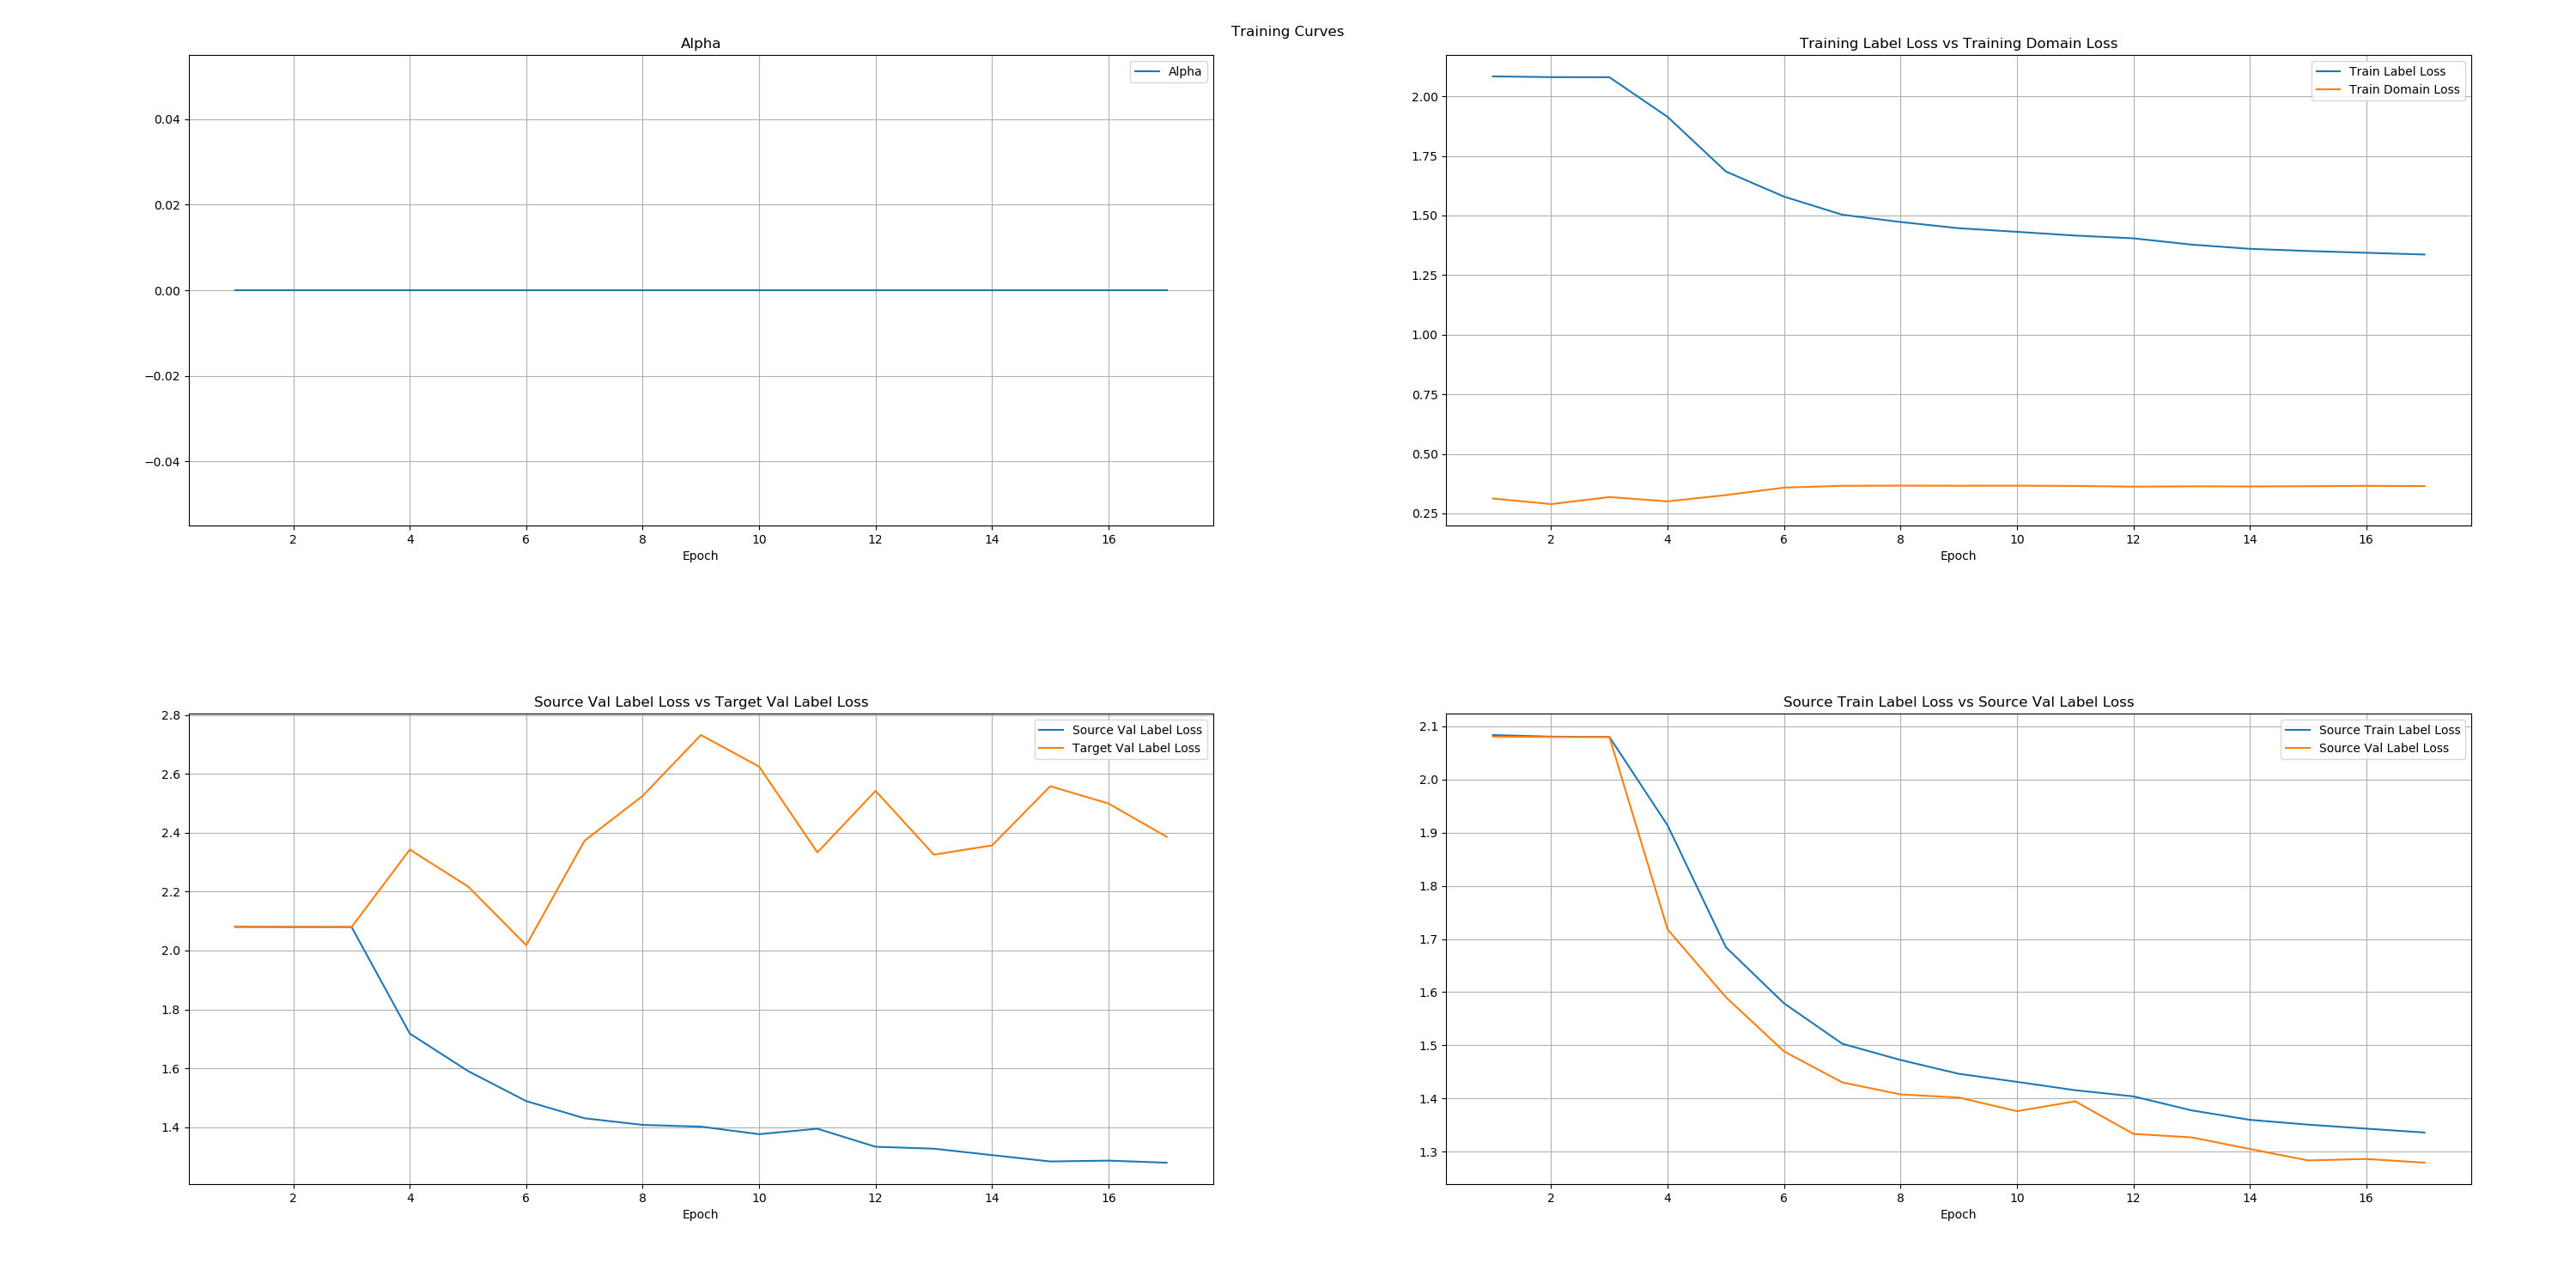 Training Curves
Alpha
Alpha
0.04
0.02
0.00
−0.02
−0.04
2 4 6 8 10 12 14 16
Epoch
Training Label Loss vs Training Domain Loss
Train Label Loss
Train Domain Loss
2.00
1.75
1.50
1.25
1.00
0.75
0.50
0.25
2 4 6 8 10 12 14 16
Epoch
Source Val Label Loss vs Target Val Label Loss
Source Val Label Loss
Target Val Label Loss
2.8
2.6
2.4
2.2
2.0
1.8
1.6
1.4
2 4 6 8 10 12 14 16
Epoch
Source Train Label Loss vs Source Val Label Loss
Source Train Label Loss
Source Val Label Loss
2.1
2.0
1.9
1.8
1.7
1.6
1.5
1.4
1.3
2 4 6 8 10 12 14 16
Epoch